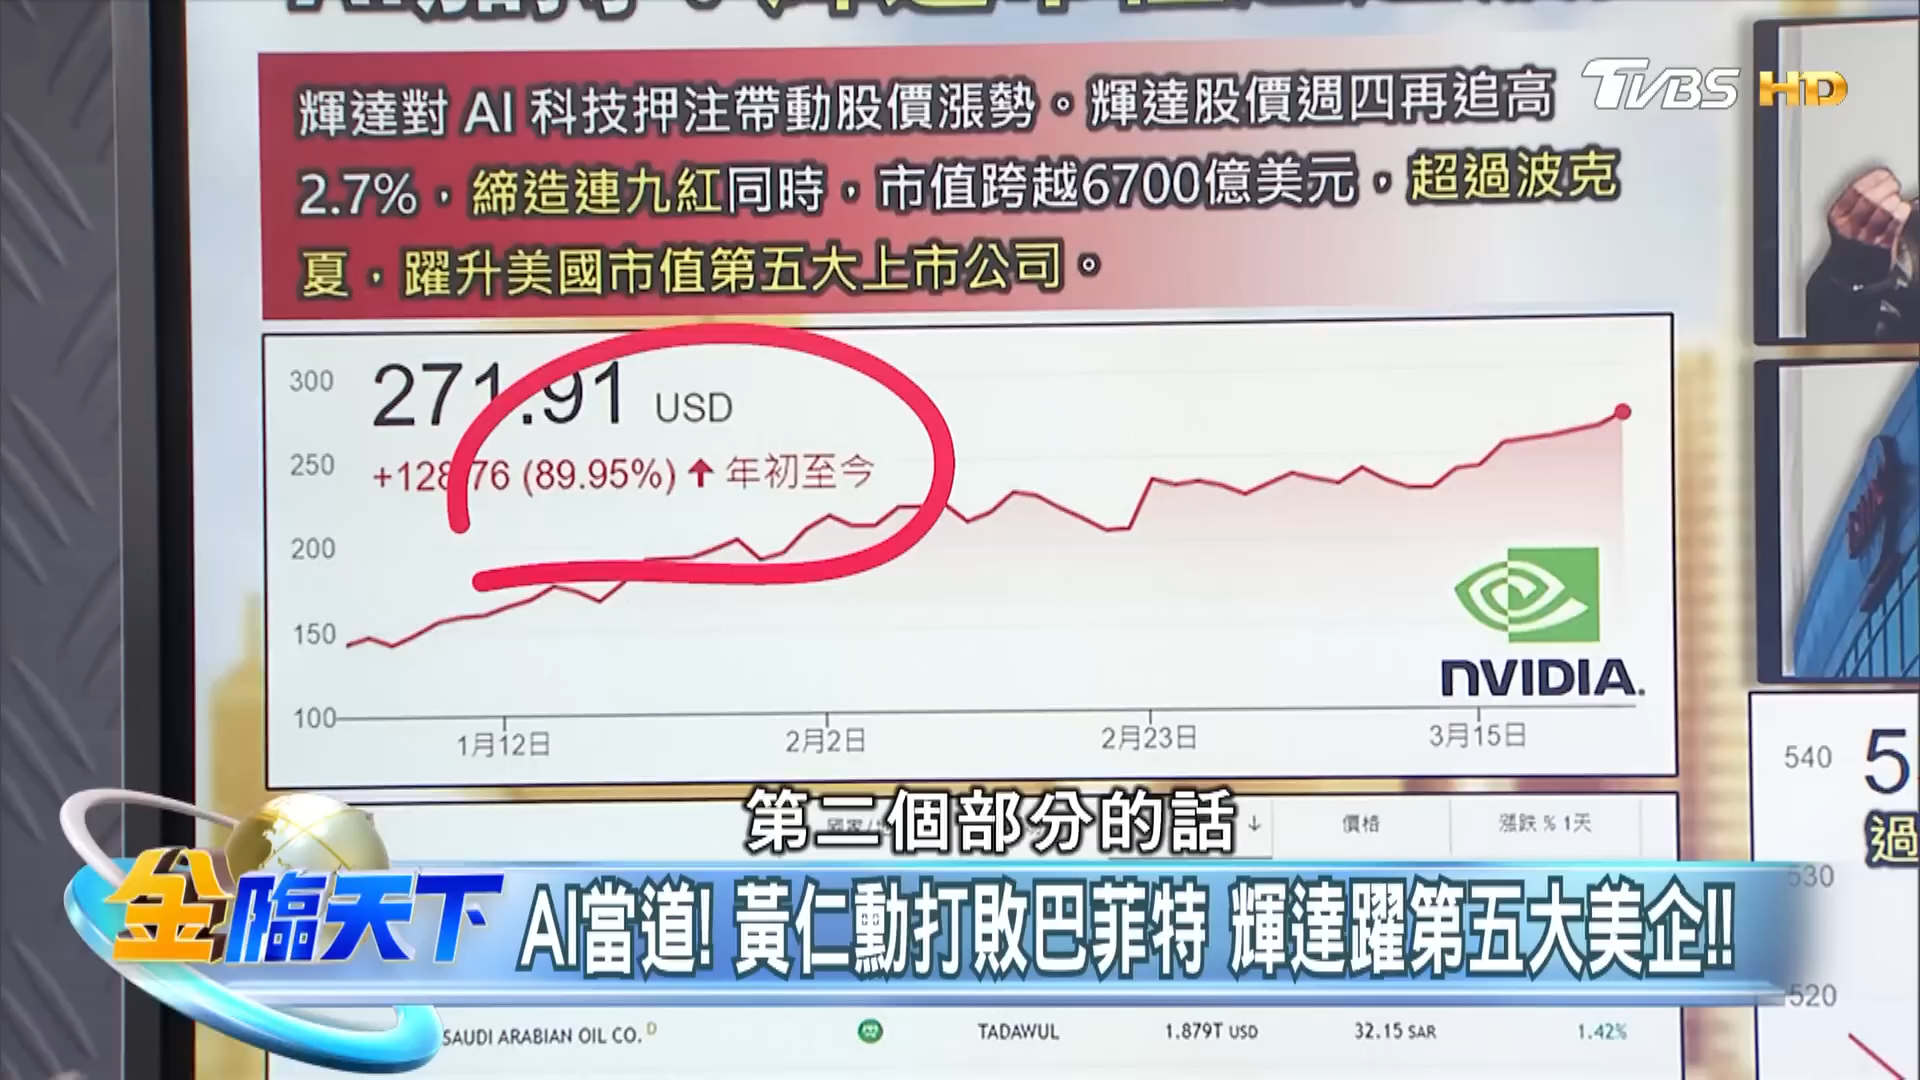 TVBS HD
輝達對 AI 科技押注帶動股價漲勢。輝達股價週四再追高
2.7%，締造連九紅同時，市值跨越6700億美元，超過波克
夏，躍升美國市值第五大上市公司。
271.91 USD
+128.76 (89.95%) ↑ 年初至今
300
250
200
150
100
1月12日
2月2日
2月23日
3月15日
NVIDIA.
540
5
過
530
520
↓
價格
漲跌 % 1天
第二個部分的話
金臨天下
AI當道! 黃仁勳打敗巴菲特 輝達躍第五大美企!!
SAUDI ARABIAN OIL CO. D
TADAWUL
1.879T USD
32.15 SAR
1.42%